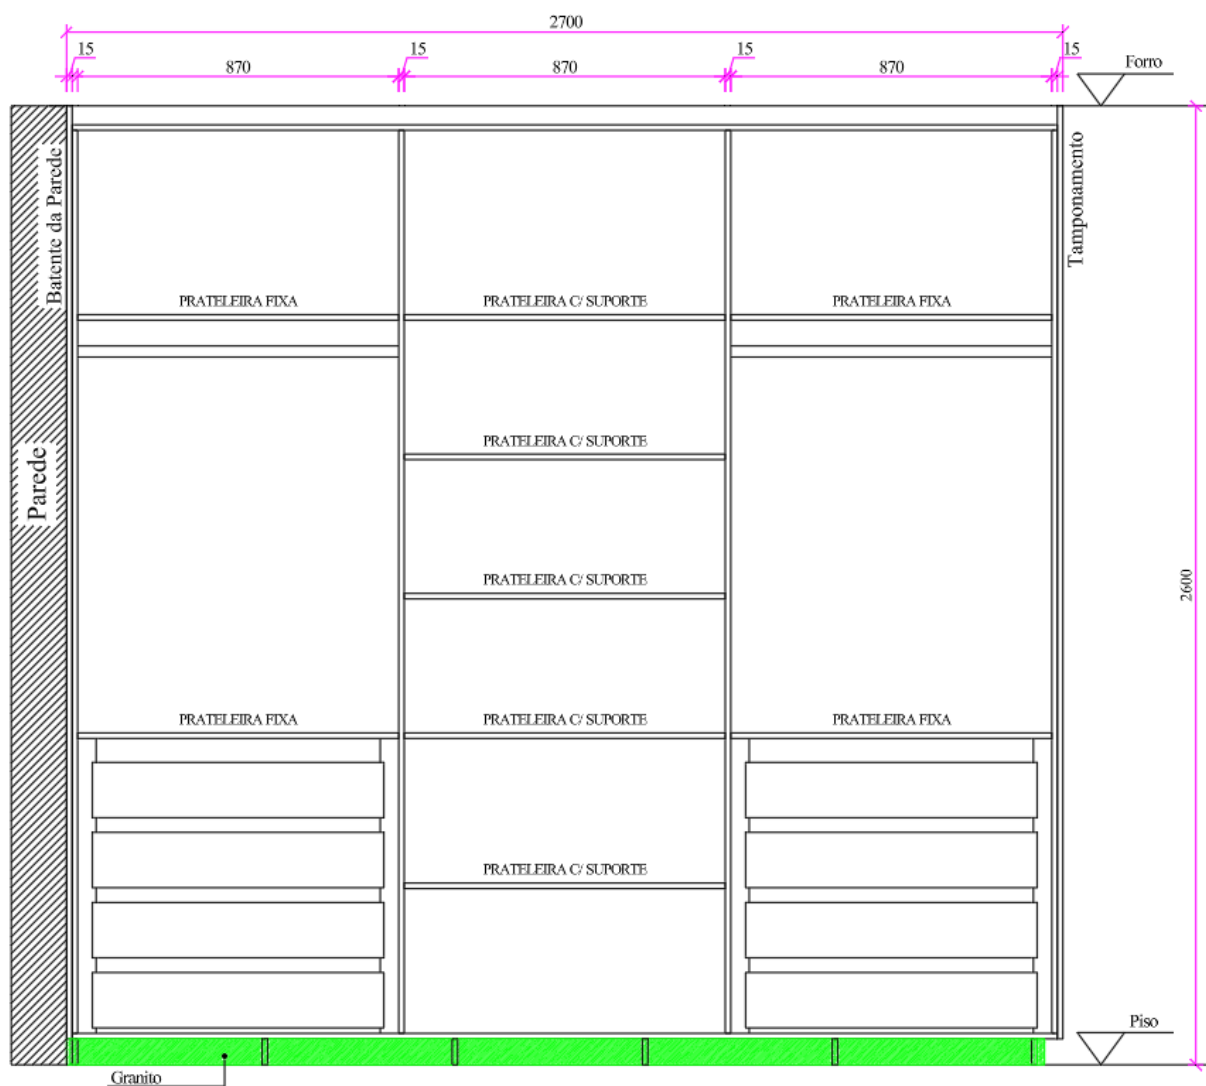 2700
15
15
15
15
870
870
870
Forro
Batente da Parede
Tamponamento
PRATELEIRA FIXA
PRATELEIRA C/ SUPORTE
PRATELEIRA FIXA
PRATELEIRA C/ SUPORTE
Parede
PRATELEIRA C/ SUPORTE
2600
PRATELEIRA FIXA
PRATELEIRA C/ SUPORTE
PRATELEIRA FIXA
PRATELEIRA C/ SUPORTE
Piso
Granito